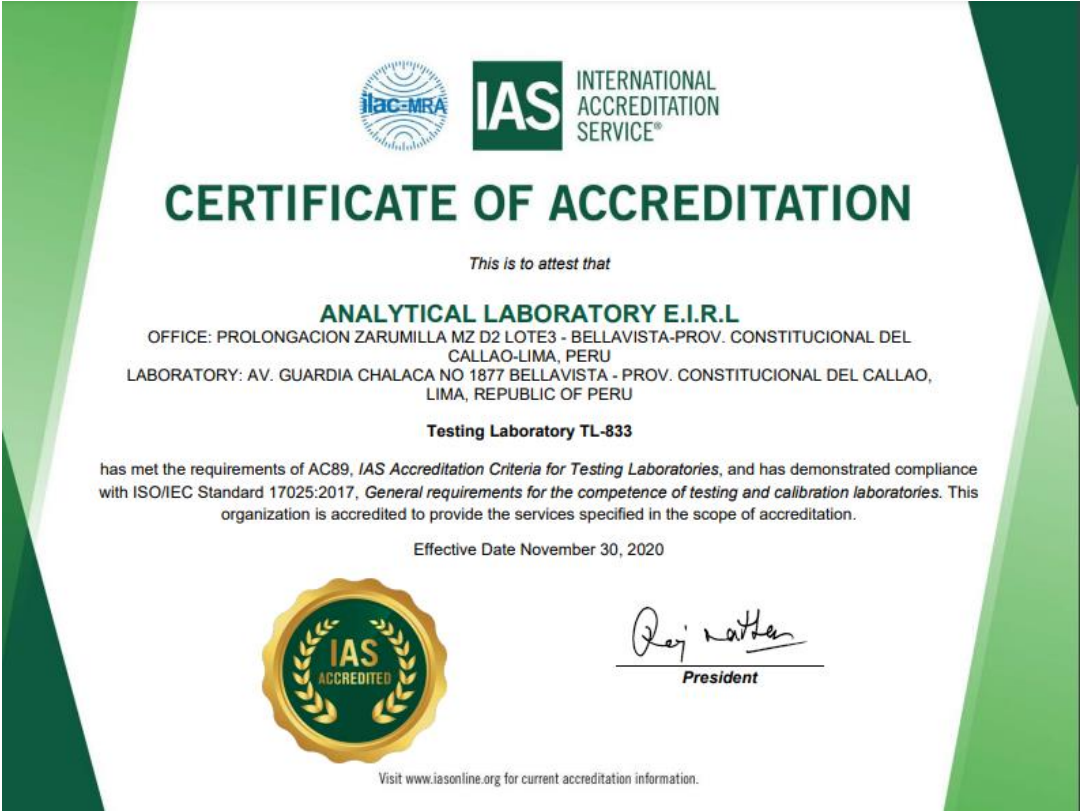 ilac-MRA
IAS
INTERNATIONAL
ACCREDITATION
SERVICE®
CERTIFICATE OF ACCREDITATION
This is to attest that
ANALYTICAL LABORATORY E.I.R.L
OFFICE: PROLONGACION ZARUMILLA MZ D2 LOTE3 - BELLAVISTA-PROV. CONSTITUCIONAL DEL
CALLAO-LIMA, PERU
LABORATORY: AV. GUARDIA CHALACA NO 1877 BELLAVISTA - PROV. CONSTITUCIONAL DEL CALLAO,
LIMA, REPUBLIC OF PERU
Testing Laboratory TL-833
has met the requirements of AC89, IAS Accreditation Criteria for Testing Laboratories, and has demonstrated compliance
with ISO/IEC Standard 17025:2017, General requirements for the competence of testing and calibration laboratories. This
organization is accredited to provide the services specified in the scope of accreditation.
Effective Date November 30, 2020
IAS
ACCREDITED
President
Visit www.iasonline.org for current accreditation information.